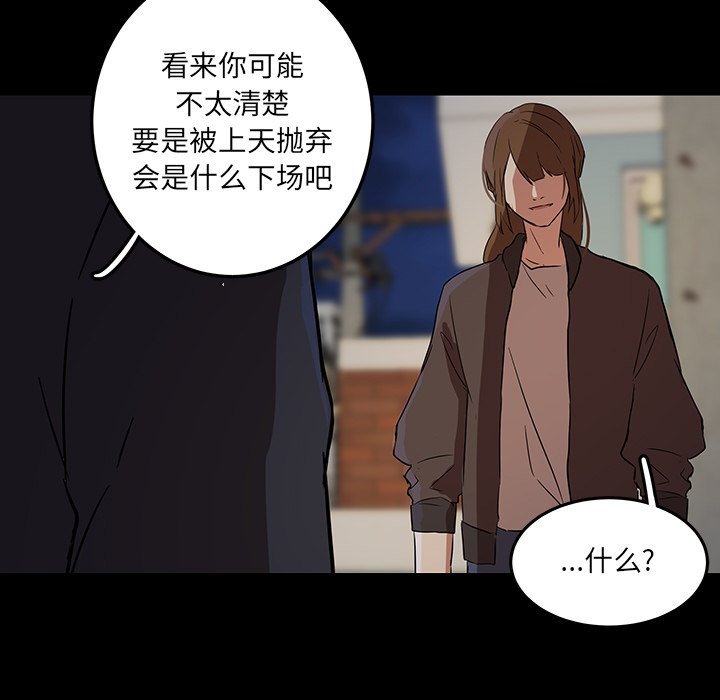 看来你可能
不太清楚
要是被上天抛弃
会是什么下场吧
...什么?